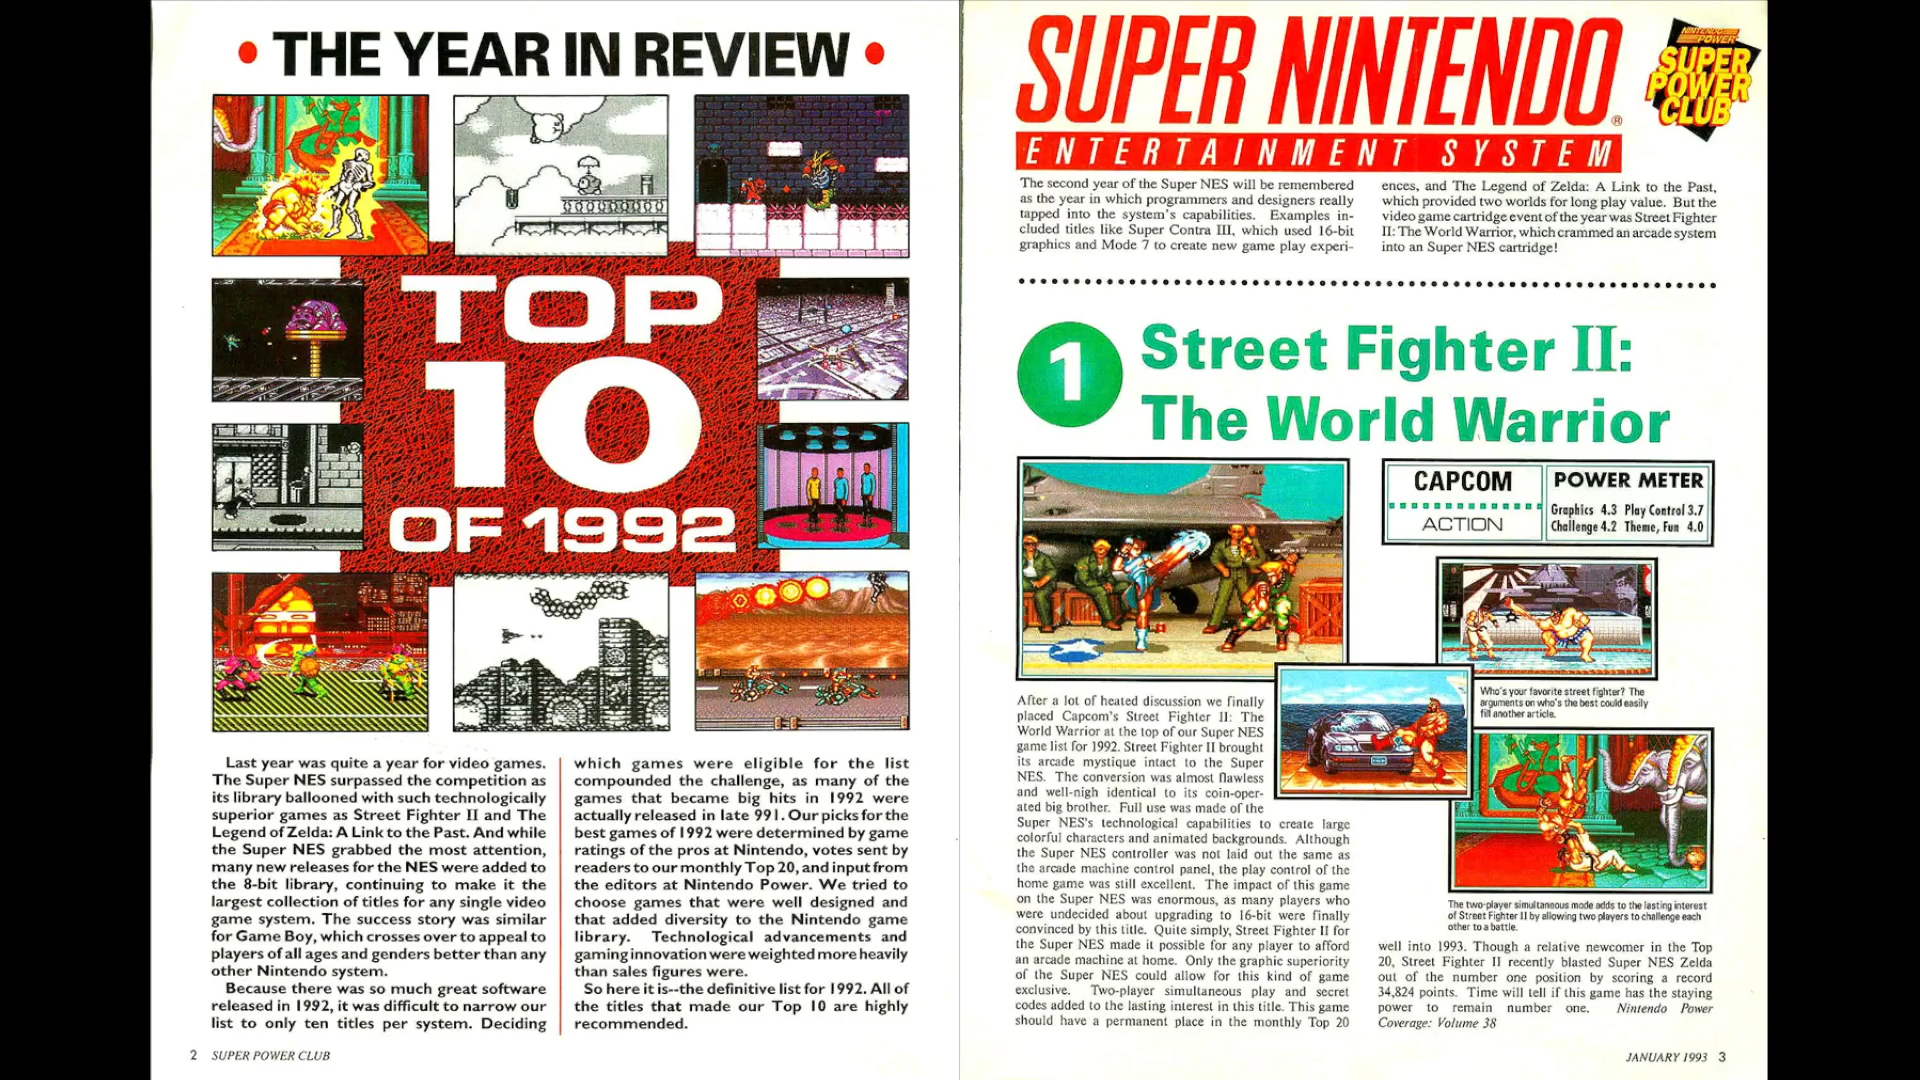 • THE YEAR IN REVIEW •
TOP
10
OF 1992
Last year was quite a year for video games.
The Super NES surpassed the competition as
its library ballooned with such technologically
superior games as Street Fighter II and The
Legend of Zelda: A Link to the Past. And while
the Super NES grabbed the most attention,
many new releases for the NES were added to
the 8-bit library, continuing to make it the
largest collection of titles for any single video
game system. The success story was similar
for Game Boy, which crosses over to appeal to
players of all ages and genders better than any
other Nintendo system.
Because there was so much great software
released in 1992, it was difficult to narrow our
list to only ten titles per system. Deciding
which games were eligible for the list
compounded the challenge, as many of the
games that became big hits in 1992 were
actually released in late 991. Our picks for the
best games of 1992 were determined by game
ratings of the pros at Nintendo, votes sent by
readers to our monthly Top 20, and input from
the editors at Nintendo Power. We tried to
choose games that were well designed and
that added diversity to the Nintendo game
library. Technological advancements and
gaming innovation were weighted more heavily
than sales figures were.
So here it is--the definitive list for 1992. All of
the titles that made our Top 10 are highly
recommended.
2 SUPER POWER CLUB
SUPER NINTENDO®
ENTERTAINMENT SYSTEM
NINTENDO
POWER
SUPER
POWER
CLUB
The second year of the Super NES will be remembered
as the year in which programmers and designers really
tapped into the system's capabilities. Examples in-
cluded titles like Super Contra III, which used 16-bit
graphics and Mode 7 to create new game play experi-
ences, and The Legend of Zelda: A Link to the Past,
which provided two worlds for long play value. But the
video game cartridge event of the year was Street Fighter
II: The World Warrior, which crammed an arcade system
into an Super NES cartridge!
1 Street Fighter II:
The World Warrior
CAPCOM
ACTION
POWER METER
Graphics 4.3 Play Control 3.7
Challenge 4.2 Theme, Fun 4.0
Who's your favorite street fighter? The
arguments on who's the best could easily
fill another article.
After a lot of heated discussion we finally
placed Capcom's Street Fighter II: The
World Warrior at the top of our Super NES
game list for 1992. Street Fighter II brought
its arcade mystique intact to the Super
NES. The conversion was almost flawless
and well-nigh identical to its coin-oper-
ated big brother. Full use was made of the
Super NES's technological capabilities to create large
colorful characters and animated backgrounds. Although
the Super NES controller was not laid out the same as
the arcade machine control panel, the play control of the
home game was still excellent. The impact of this game
on the Super NES was enormous, as many players who
were undecided about upgrading to 16-bit were finally
convinced by this title. Quite simply, Street Fighter II for
the Super NES made it possible for any player to afford
an arcade machine at home. Only the graphic superiority
of the Super NES could allow for this kind of game
exclusive. Two-player simultaneous play and secret
codes added to the lasting interest in this title. This game
should have a permanent place in the monthly Top 20
The two-player simultaneous mode adds to the lasting interest
of Street Fighter II by allowing two players to challenge each
other to a battle.
well into 1993. Though a relative newcomer in the Top
20, Street Fighter II recently blasted Super NES Zelda
out of the number one position by scoring a record
34,824 points. Time will tell if this game has the staying
power to remain number one. Nintendo Power
Coverage: Volume 38
JANUARY 1993 3